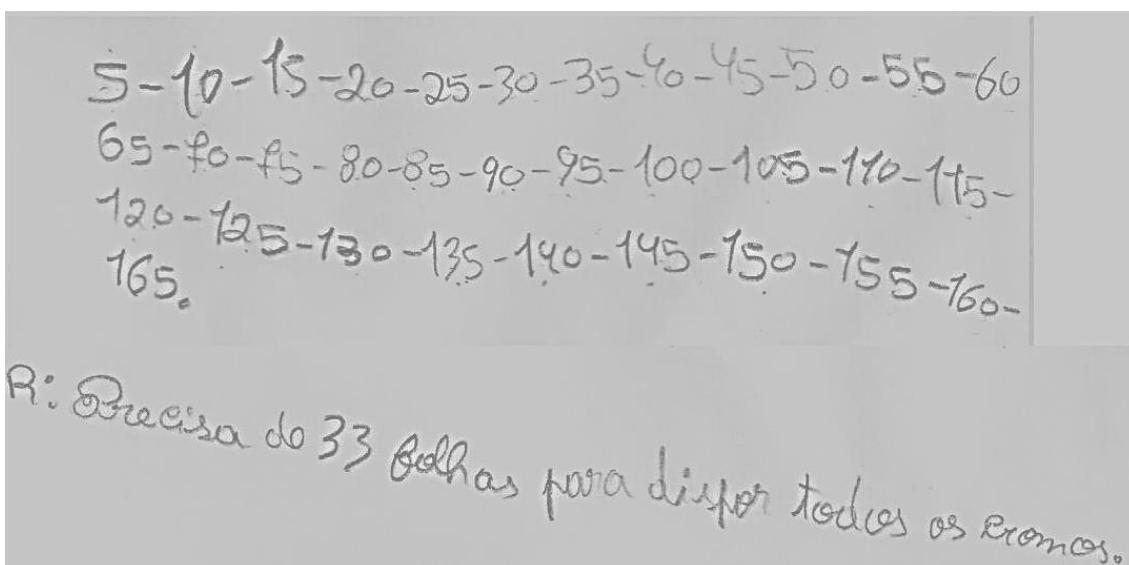 5-10-15-20-25-30-35-40-45-50-55-60
65-70-75-80-85-90-95-100-105-110-115-
120-125-130-135-140-145-150-155-160-
165.
R: Precisa de 33 folhas para dispor todos os cromos.